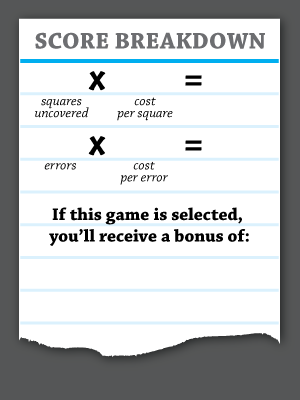 SCORE BREAKDOWN
x =
squares uncovered cost per square
x =
errors cost per error
If this game is selected,
you’ll receive a bonus of: